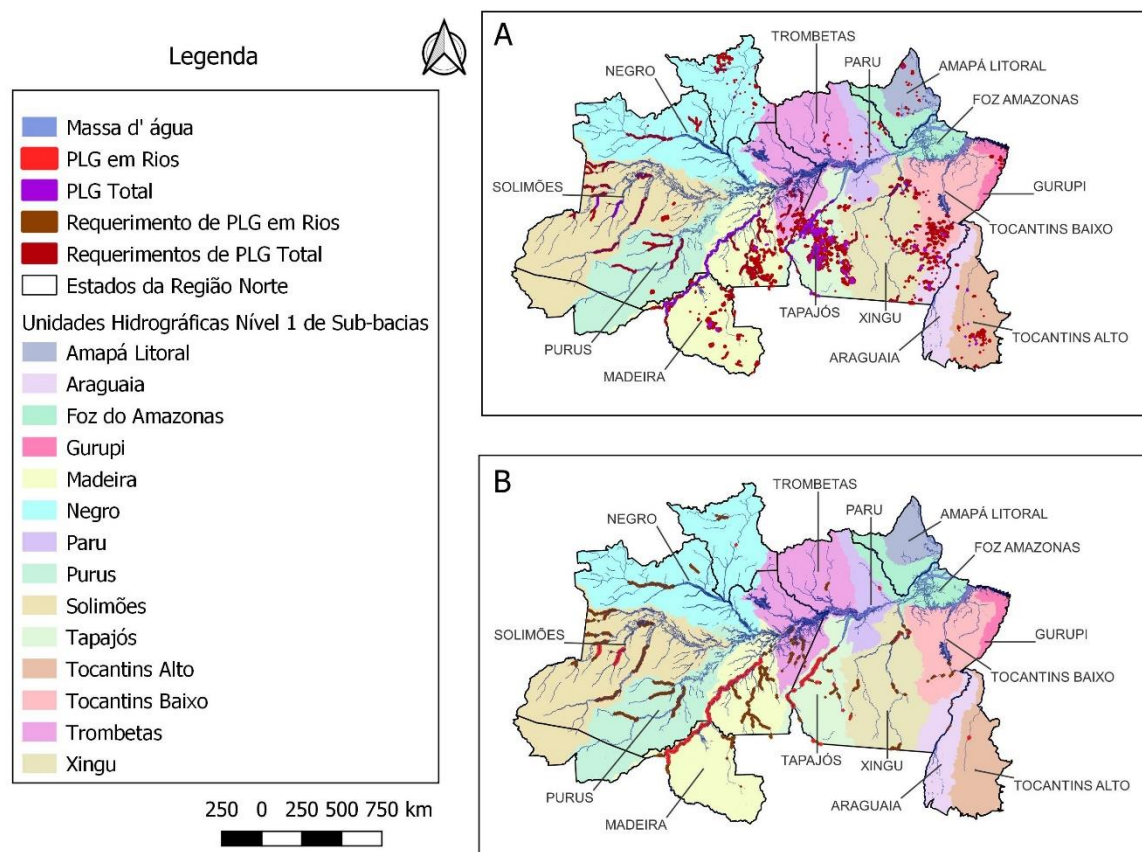 Legenda
Massa d' água
PLG em Rios
PLG Total
Requerimento de PLG em Rios
Requerimentos de PLG Total
Estados da Região Norte
Unidades Hidrográficas Nível 1 de Sub-bacias
Amapá Litoral
Araguaia
Foz do Amazonas
Gurupi
Madeira
Negro
Paru
Purus
Solimões
Tapajós
Tocantins Alto
Tocantins Baixo
Trombetas
Xingu
250 0 250 500 750 km
A
TROMBETAS
NEGRO
PARU
AMAPÁ LITORAL
FOZ AMAZONAS
SOLIMÕES
GURUPI
TOCANTINS BAIXO
TAPAJÓS
XINGU
TOCANTINS ALTO
PURUS
ARAGUAIA
MADEIRA
B
TROMBETAS
NEGRO
PARU
AMAPÁ LITORAL
FOZ AMAZONAS
SOLIMÕES
GURUPI
TOCANTINS BAIXO
TAPAJÓS
XINGU
TOCANTINS ALTO
PURUS
ARAGUAIA
MADEIRA